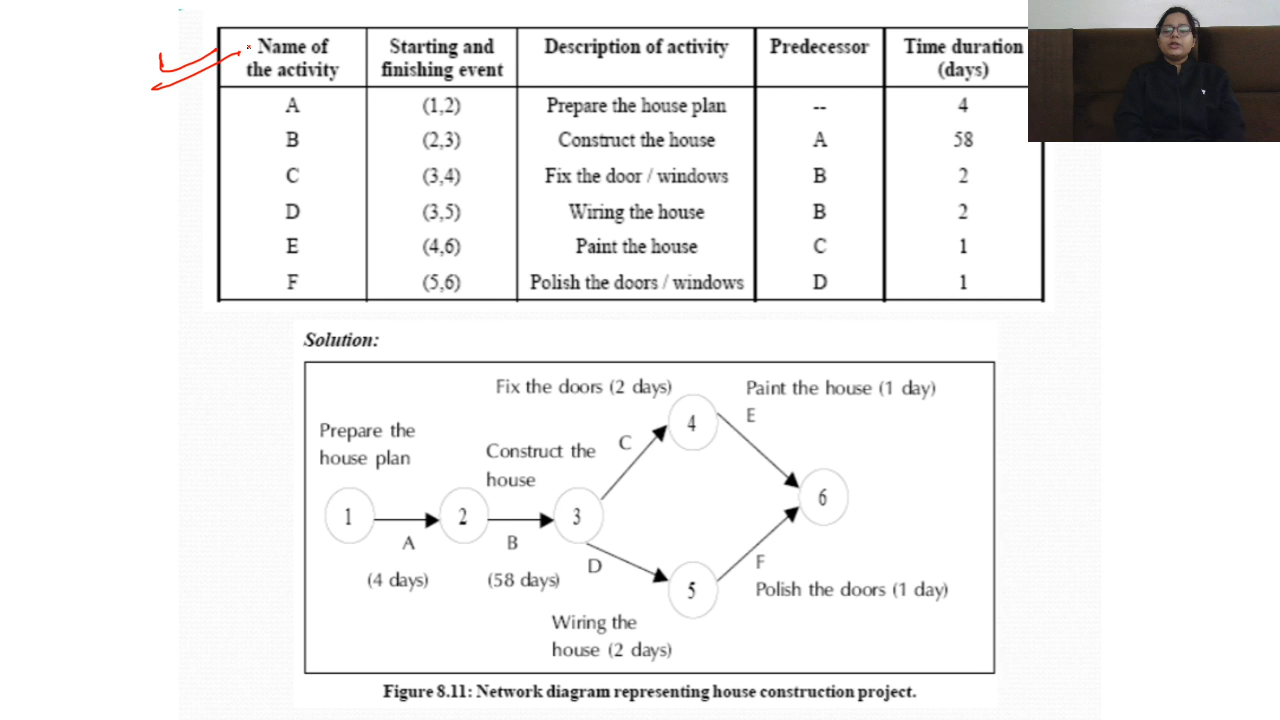 Name of the activity | Starting and finishing event | Description of activity | Predecessor | Time duration (days)
A | (1,2) | Prepare the house plan | -- | 4
B | (2,3) | Construct the house | A | 58
C | (3,4) | Fix the door / windows | B | 2
D | (3,5) | Wiring the house | B | 2
E | (4,6) | Paint the house | C | 1
F | (5,6) | Polish the doors / windows | D | 1
Solution:
Fix the doors (2 days)
Paint the house (1 day)
E
4
C
Prepare the
house plan
Construct the
house
1
2
3
6
A
B
D
F
(4 days)
(58 days)
5
Polish the doors (1 day)
Wiring the
house (2 days)
Figure 8.11: Network diagram representing house construction project.